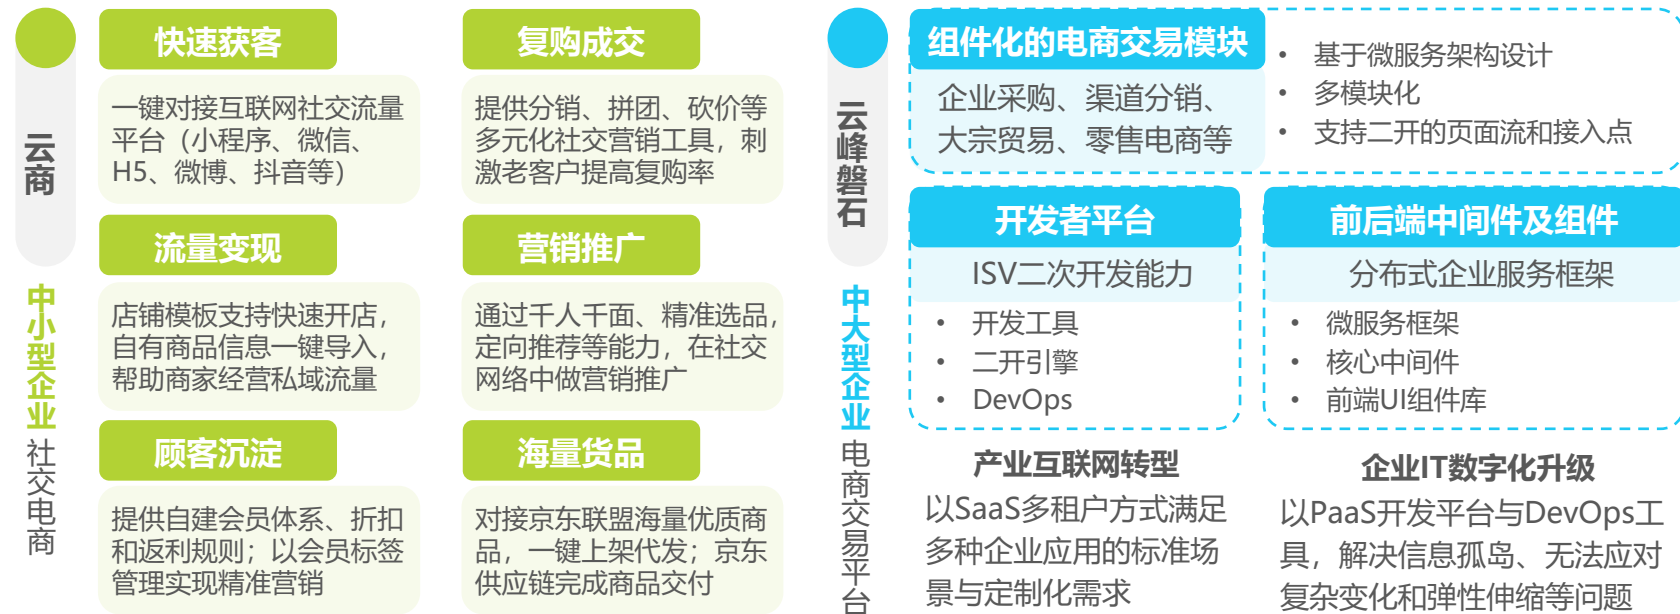 云商
中小型企业
社交电商
快速获客
一键对接互联网社交流量
平台（小程序、微信、
H5、微博、抖音等）
复购成交
提供分销、拼团、砍价等
多元化社交营销工具，刺
激老客户提高复购率
流量变现
店铺模板支持快速开店，
自有商品信息一键导入，
帮助商家经营私域流量
营销推广
通过千人千面、精准选品，
定向推荐等能力，在社交
网络中做营销推广
顾客沉淀
提供自建会员体系、折扣
和返利规则；以会员标签
管理实现精准营销
海量货品
对接京东联盟海量优质商
品，一键上架代发；京东
供应链完成商品交付
云峰磐石
中大型企业
电商交易平台
组件化的电商交易模块
企业采购、渠道分销、
大宗贸易、零售电商等
• 基于微服务架构设计
• 多模块化
• 支持二开的页面流和接入点
开发者平台
ISV二次开发能力
• 开发工具
• 二开引擎
• DevOps
前后端中间件及组件
分布式企业服务框架
• 微服务框架
• 核心中间件
• 前端UI组件库
产业互联网转型
以SaaS多租户方式满足
多种企业应用的标准场
景与定制化需求
企业IT数字化升级
以PaaS开发平台与DevOps工
具，解决信息孤岛、无法应对
复杂变化和弹性伸缩等问题